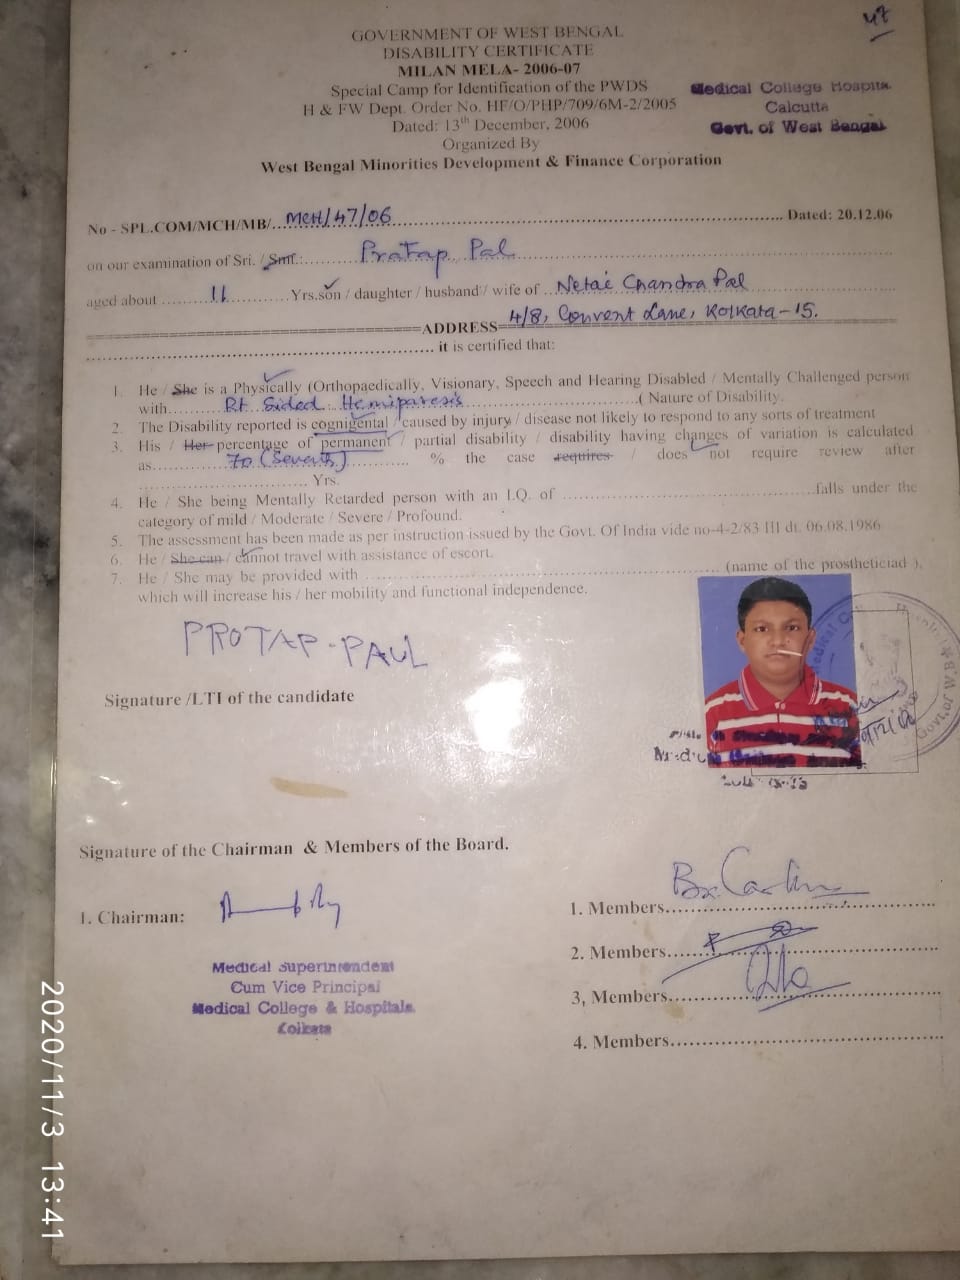 47
GOVERNMENT OF WEST BENGAL
DISABILITY CERTIFICATE
MILAN MELA- 2006-07
Special Camp for Identification of the PWDS
H & FW Dept. Order No. HF/O/PHP/709/6M-2/2005
Dated: 13th December, 2006
Organized By
West Bengal Minorities Development & Finance Corporation
Medical College Hospital
Calcutta
Govt. of West Bengal
No - SPL.COM/MCH/MB/ MCH/47/06 Dated: 20.12.06
on our examination of Sri. / Smt.: Pratap Pal
aged about 11 Yrs.son / daughter / husband / wife of Netai Chandra Pal
ADDRESS 4/8, Convent Lane, Kolkata-15.
it is certified that:
1. He / She is a Physically (Orthopaedically, Visionary, Speech and Hearing Disabled / Mentally Challenged person
with Rt Sided Hemiparesis ( Nature of Disability.
2. The Disability reported is cognigental / caused by injury / disease not likely to respond to any sorts of treatment
3. His / Her percentage of permanent / partial disability / disability having changes of variation is calculated
as 70 % the case requires / does not require review after
Yrs.
4. He / She being Mentally Retarded person with an I.Q. of falls under the
category of mild / Moderate / Severe / Profound.
5. The assessment has been made as per instruction issued by the Govt. Of India vide no-4-2/83 III dt. 06.08.1986
6. He / She can / cannot travel with assistance of escort.
7. He / She may be provided with (name of the prostheticiad ),
which will increase his / her mobility and functional independence.
PROTAP-PAUL
Signature /LTI of the candidate
Signature of the Chairman & Members of the Board.
1. Chairman:
Medical Superintendent
Cum Vice Principal
Medical College & Hospitals.
Kolkata
1. Members
2. Members
3, Members
4. Members
2020/11/3 13:41